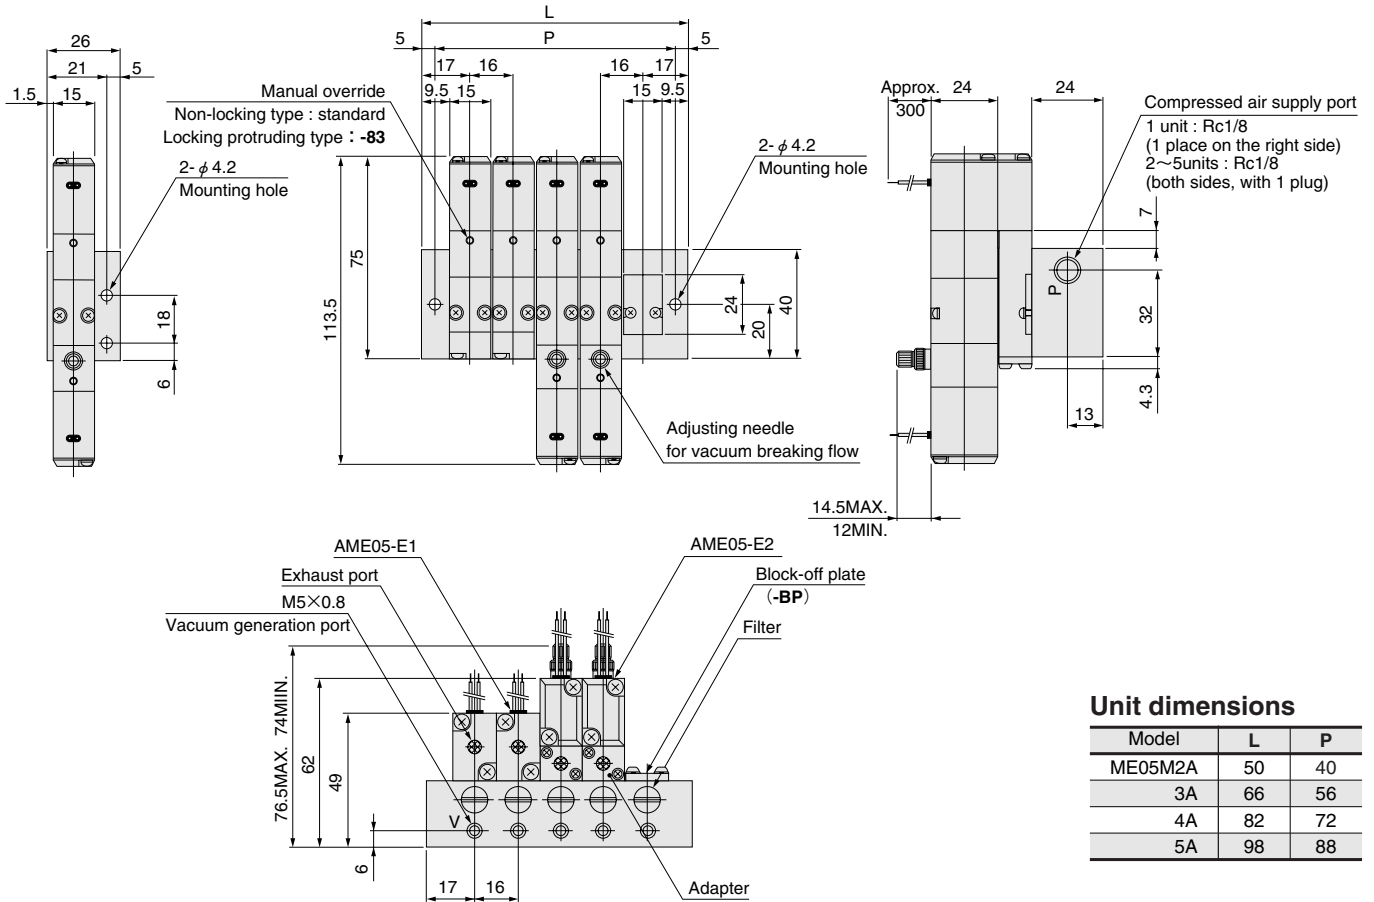 26
21
5
1.5
15
2-φ4.2
Mounting hole
18
6
L
5
P
5
17
16
16
17
9.5
15
15
9.5
Manual override
Non-locking type : standard
Locking protruding type : -83
2-φ4.2
Mounting hole
75
113.5
24
20
40
Adjusting needle
for vacuum breaking flow
Approx.
300
24
24
Compressed air supply port
1 unit : Rc1/8
(1 place on the right side)
2～5units : Rc1/8
(both sides, with 1 plug)
7
P
32
4.3
13
14.5MAX.
12MIN.
AME05-E1
Exhaust port
M5×0.8
Vacuum generation port
AME05-E2
Block-off plate
(-BP)
Filter
76.5MAX. 74MIIN.
62
49
V
6
17
16
Adapter
Unit dimensions
Model L P
ME05M2A 50 40
3A 66 56
4A 82 72
5A 98 88